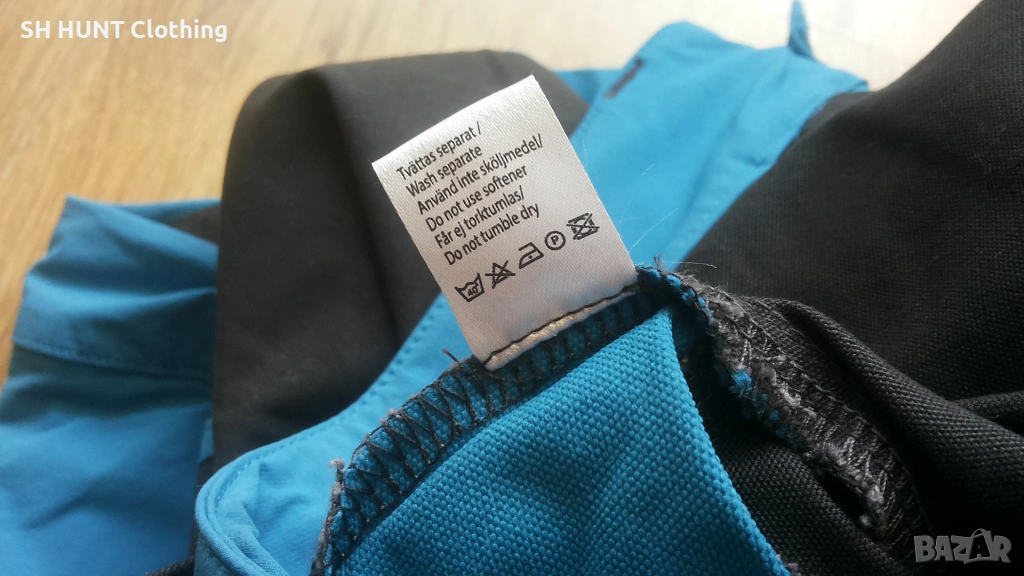 SH HUNT Clothing
Tvättas separat/
Wash separate
Använd inte sköljmedel/
Do not use softener
Får ej torktumlas/
Do not tumble dry
40° P
BAZAR